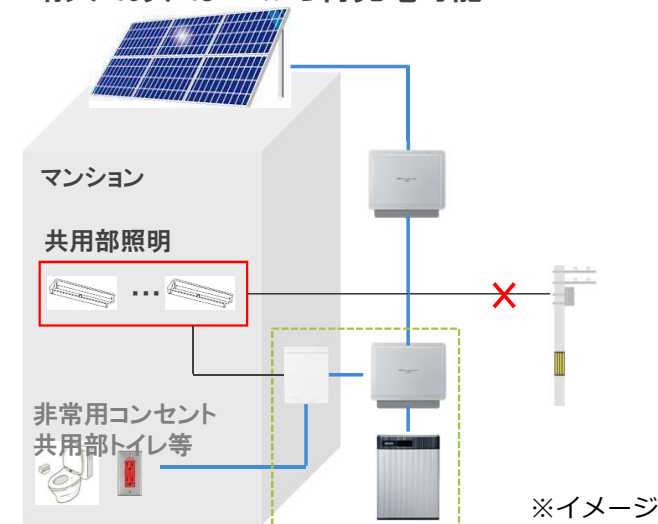 マンション
共用部照明
…
非常用コンセント
共用部トイレ等
※イメージ